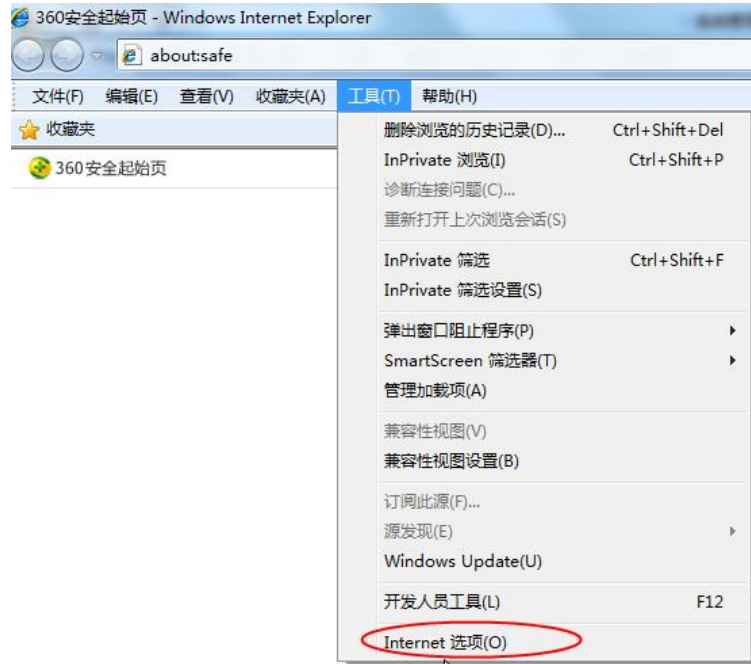 360安全起始页 - Windows Internet Explorer
about:safe
文件(F) 编辑(E) 查看(V) 收藏夹(A) 工具(T) 帮助(H)
收藏夹
360安全起始页
删除浏览的历史记录(D)... Ctrl+Shift+Del
InPrivate 浏览(I) Ctrl+Shift+P
诊断连接问题(C)...
重新打开上次浏览会话(S)
InPrivate 筛选 Ctrl+Shift+F
InPrivate 筛选设置(S)
弹出窗口阻止程序(P)
SmartScreen 筛选器(T)
管理加载项(A)
兼容性视图(V)
兼容性视图设置(B)
订阅此源(F)...
源发现(E)
Windows Update(U)
开发人员工具(L) F12
Internet 选项(O)